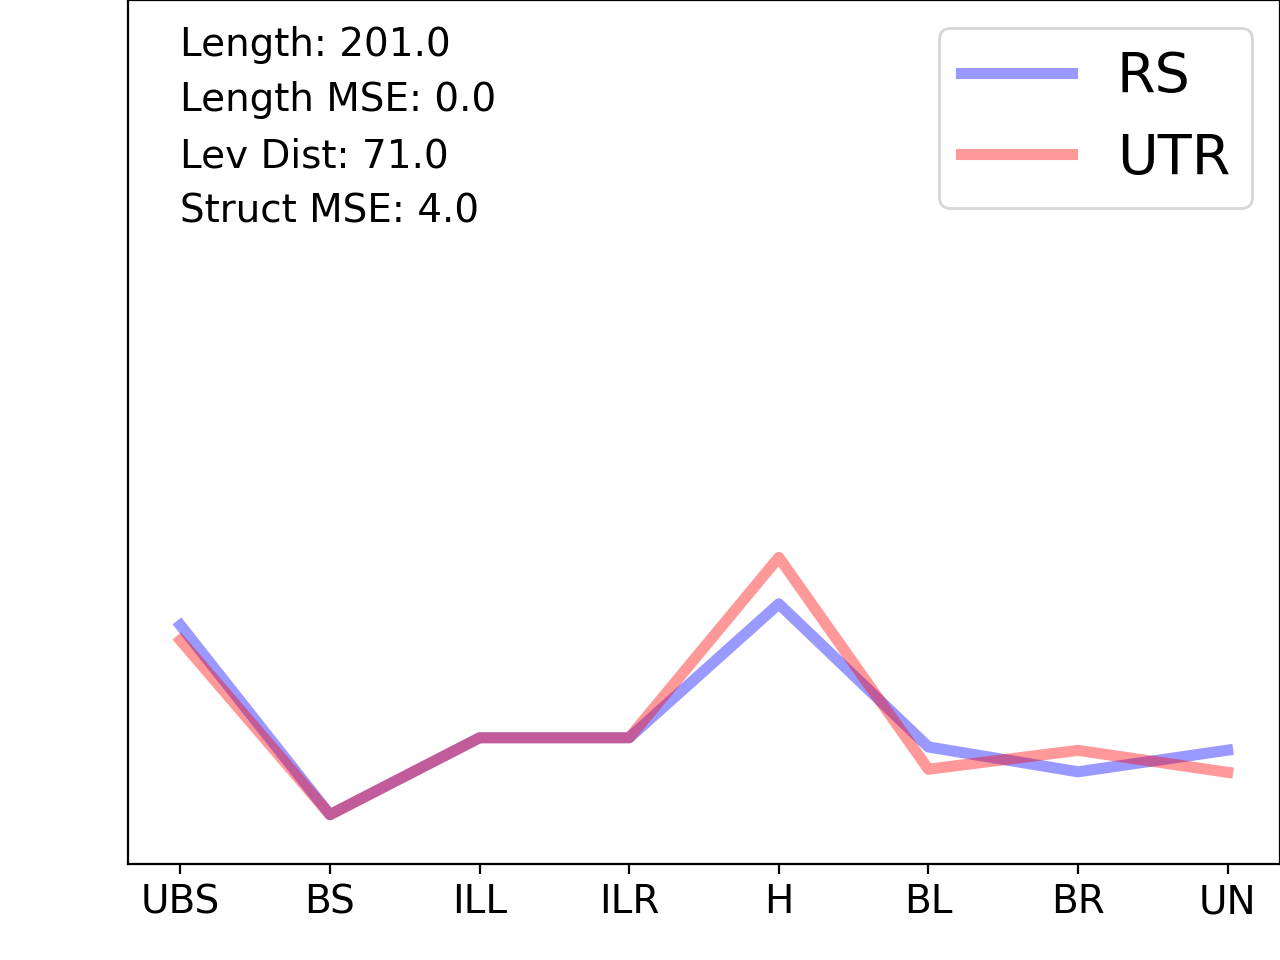 Length: 201.0
Length MSE: 0.0
Lev Dist: 71.0
Struct MSE: 4.0
RS
UTR
UBS BS ILL ILR H BL BR UN